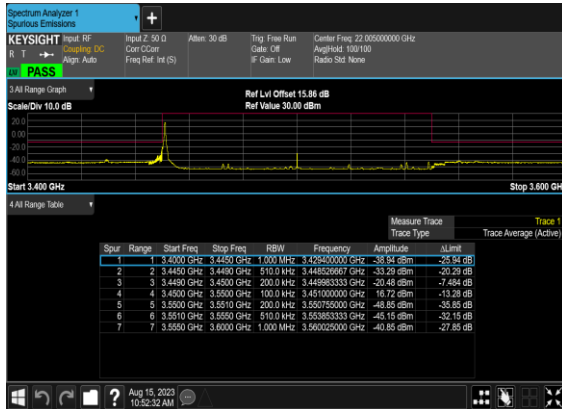 Spectrum Analyzer 1
Spurious Emissions
+
KEYSIGHT Input: RF Input Z: 50 Ω Atten: 30 dB Trig: Free Run Center Freq: 22.005000000 GHz
R T Coupling: DC Corr CCorr Gate: Off Avg|Hold: 100/100
Align: Auto Freq Ref: Int (S) IF Gain: Low Radio Std: None
LXI PASS
3 All Range Graph
Ref Lvl Offset 15.86 dB
Scale/Div 10.0 dB Ref Value 30.00 dBm
20.0
0.00
-20.0
-40.0
-60.0
Start 3.400 GHz Stop 3.600 GHz
4 All Range Table
Measure Trace Trace 1
Trace Type Trace Average (Active)
Spur Range Start Freq Stop Freq RBW Frequency Amplitude ΔLimit
1 1 3.4000 GHz 3.4450 GHz 1.000 MHz 3.429400000 GHz -38.94 dBm -25.94 dB
2 2 3.4450 GHz 3.4490 GHz 510.0 kHz 3.448526667 GHz -33.29 dBm -20.29 dB
3 3 3.4490 GHz 3.4500 GHz 200.0 kHz 3.449983333 GHz -20.48 dBm -7.484 dB
4 4 3.4500 GHz 3.5500 GHz 100.0 kHz 3.451000000 GHz 16.72 dBm -13.28 dB
5 5 3.5500 GHz 3.5510 GHz 200.0 kHz 3.550755000 GHz -48.85 dBm -35.85 dB
6 6 3.5510 GHz 3.5550 GHz 510.0 kHz 3.553853333 GHz -45.15 dBm -32.15 dB
7 7 3.5550 GHz 3.6000 GHz 1.000 MHz 3.560025000 GHz -40.85 dBm -27.85 dB
? Aug 15, 2023
10:52:32 AM